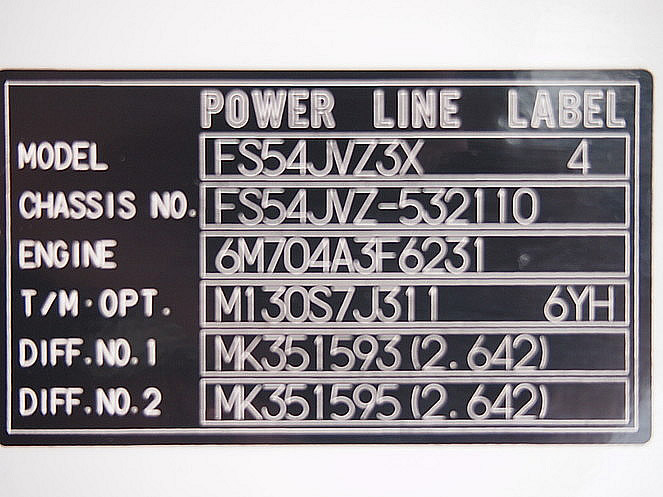 POWER LINE LABEL
MODEL FS54JVZ3X 4
CHASSIS NO. FS54JVZ-532110
ENGINE 6M704A3F6231
T/M·OPT. M130S7J311 6YH
DIFF.NO.1 MK351593(2.642)
DIFF.NO.2 MK351595(2.642)